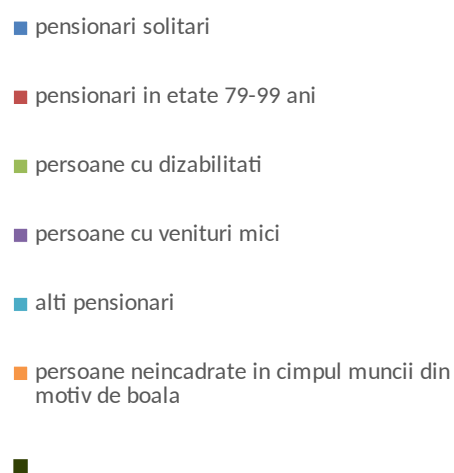 pensionari solitari
pensionari in etate 79-99 ani
persoane cu dizabilitati
persoane cu venituri mici
alti pensionari
persoane neincadrate in cimpul muncii din
motiv de boala